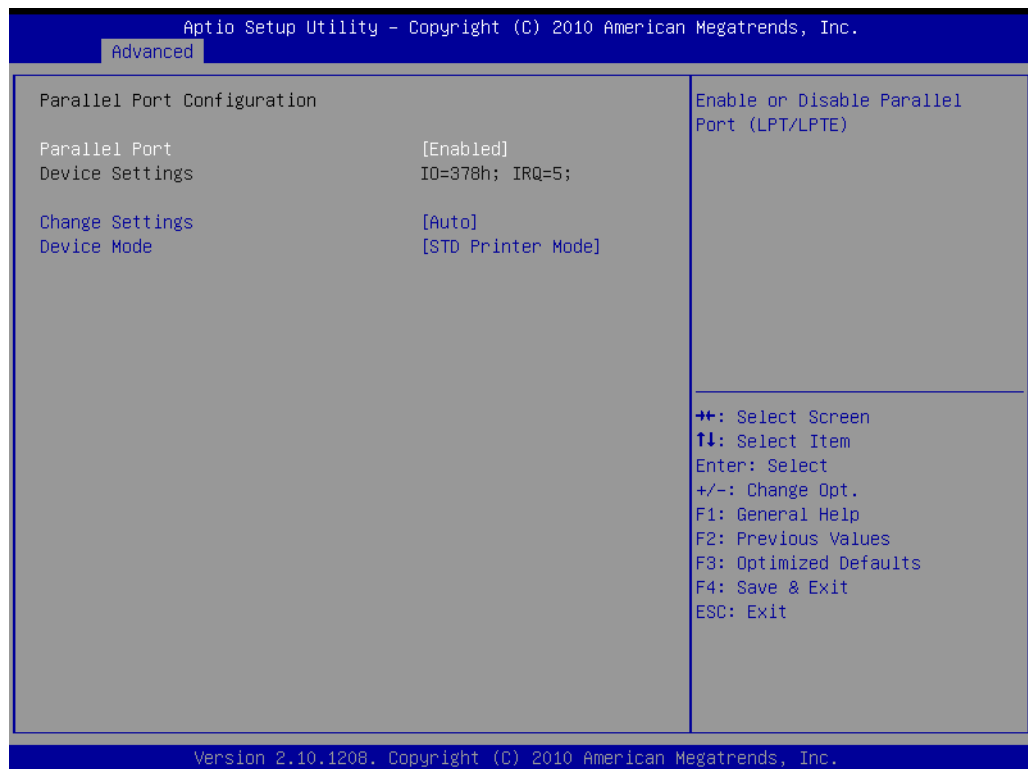 Aptio Setup Utility – Copyright (C) 2010 American Megatrends, Inc.
Advanced
Parallel Port Configuration
Parallel Port [Enabled]
Device Settings IO=378h; IRQ=5;
Change Settings [Auto]
Device Mode [STD Printer Mode]
Enable or Disable Parallel
Port (LPT/LPTE)
→←: Select Screen
↑↓: Select Item
Enter: Select
+/-: Change Opt.
F1: General Help
F2: Previous Values
F3: Optimized Defaults
F4: Save & Exit
ESC: Exit
Version 2.10.1208. Copyright (C) 2010 American Megatrends, Inc.